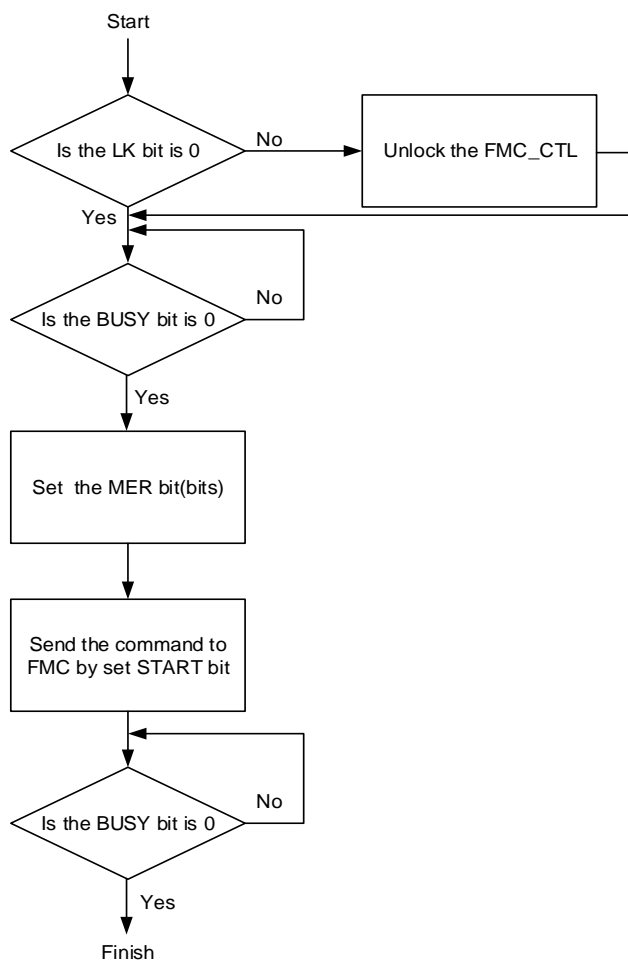 Start
Is the LK bit is 0
No
Unlock the FMC_CTL
Yes
Is the BUSY bit is 0
No
Yes
Set the MER bit(bits)
Send the command to
FMC by set START bit
Is the BUSY bit is 0
No
Yes
Finish